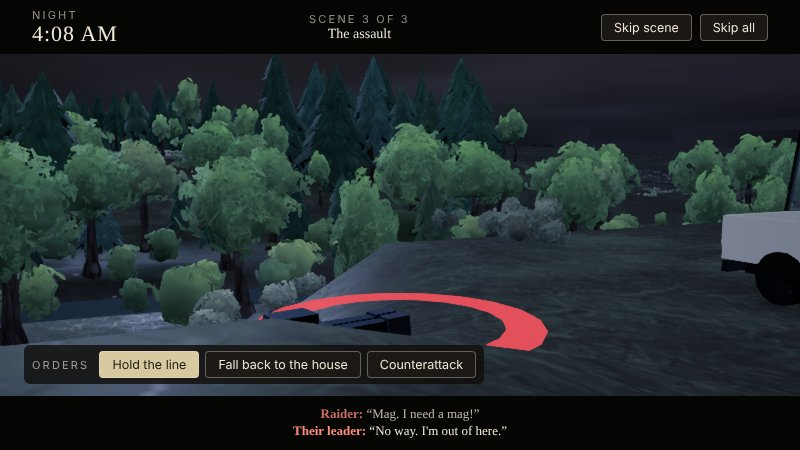 NIGHT
4:08 AM
SCENE 3 OF 3
The assault
Skip scene
Skip all
ORDERS
Hold the line
Fall back to the house
Counterattack
Raider: “Mag. I need a mag!”
Their leader: “No way. I'm out of here.”